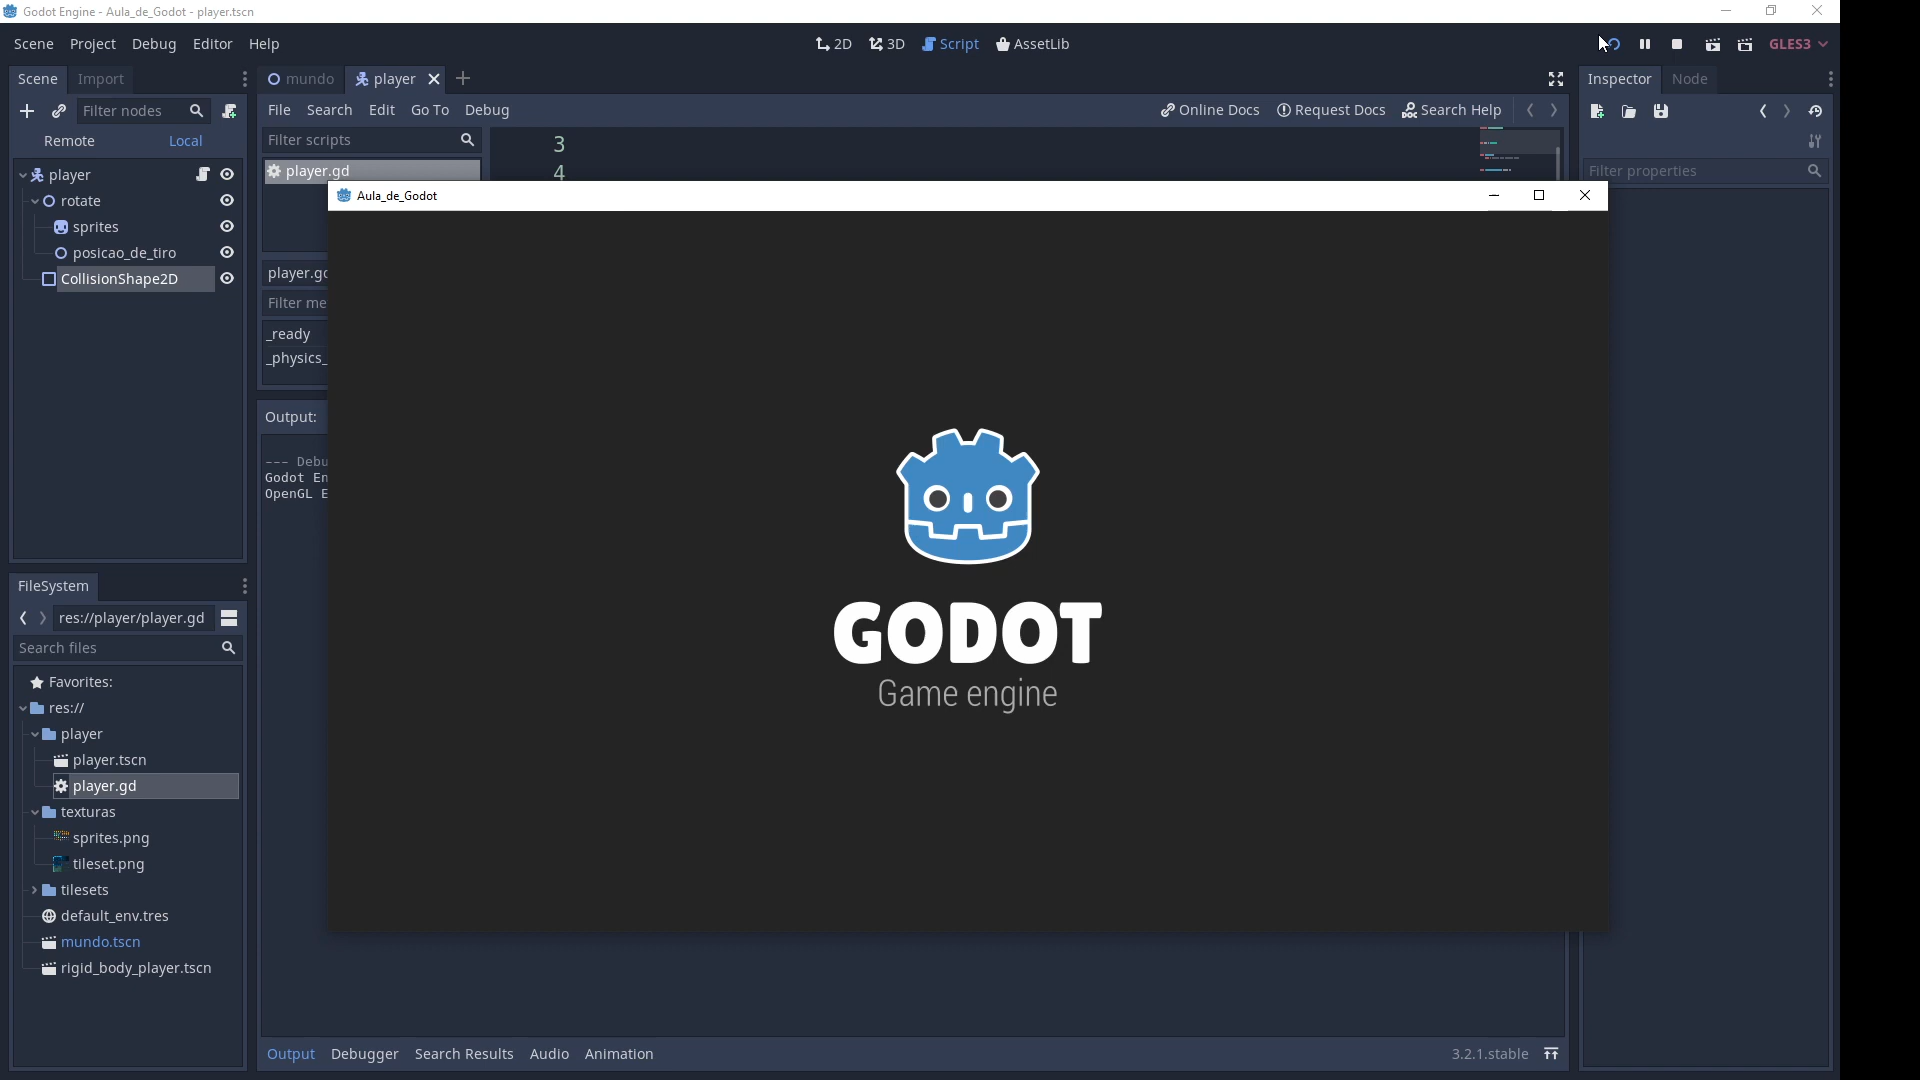 Godot Engine - Aula_de_Godot - player.tscn
Scene Project Debug Editor Help
2D 3D Script AssetLib
GLES3
Scene Import
mundo player
Inspector Node
Filter nodes
File Search Edit Go To Debug
Online Docs Request Docs Search Help
Remote Local
Filter scripts
3
4
player.gd
Filter properties
player
rotate
sprites
posicao_de_tiro
CollisionShape2D
Aula_de_Godot
player.gd
Filter me
_ready
_physics_
Output:
--- Debu
Godot En
OpenGL E
GODOT
Game engine
FileSystem
res://player/player.gd
Search files
Favorites:
res://
player
player.tscn
player.gd
texturas
sprites.png
tileset.png
tilesets
default_env.tres
mundo.tscn
rigid_body_player.tscn
Output Debugger Search Results Audio Animation
3.2.1.stable